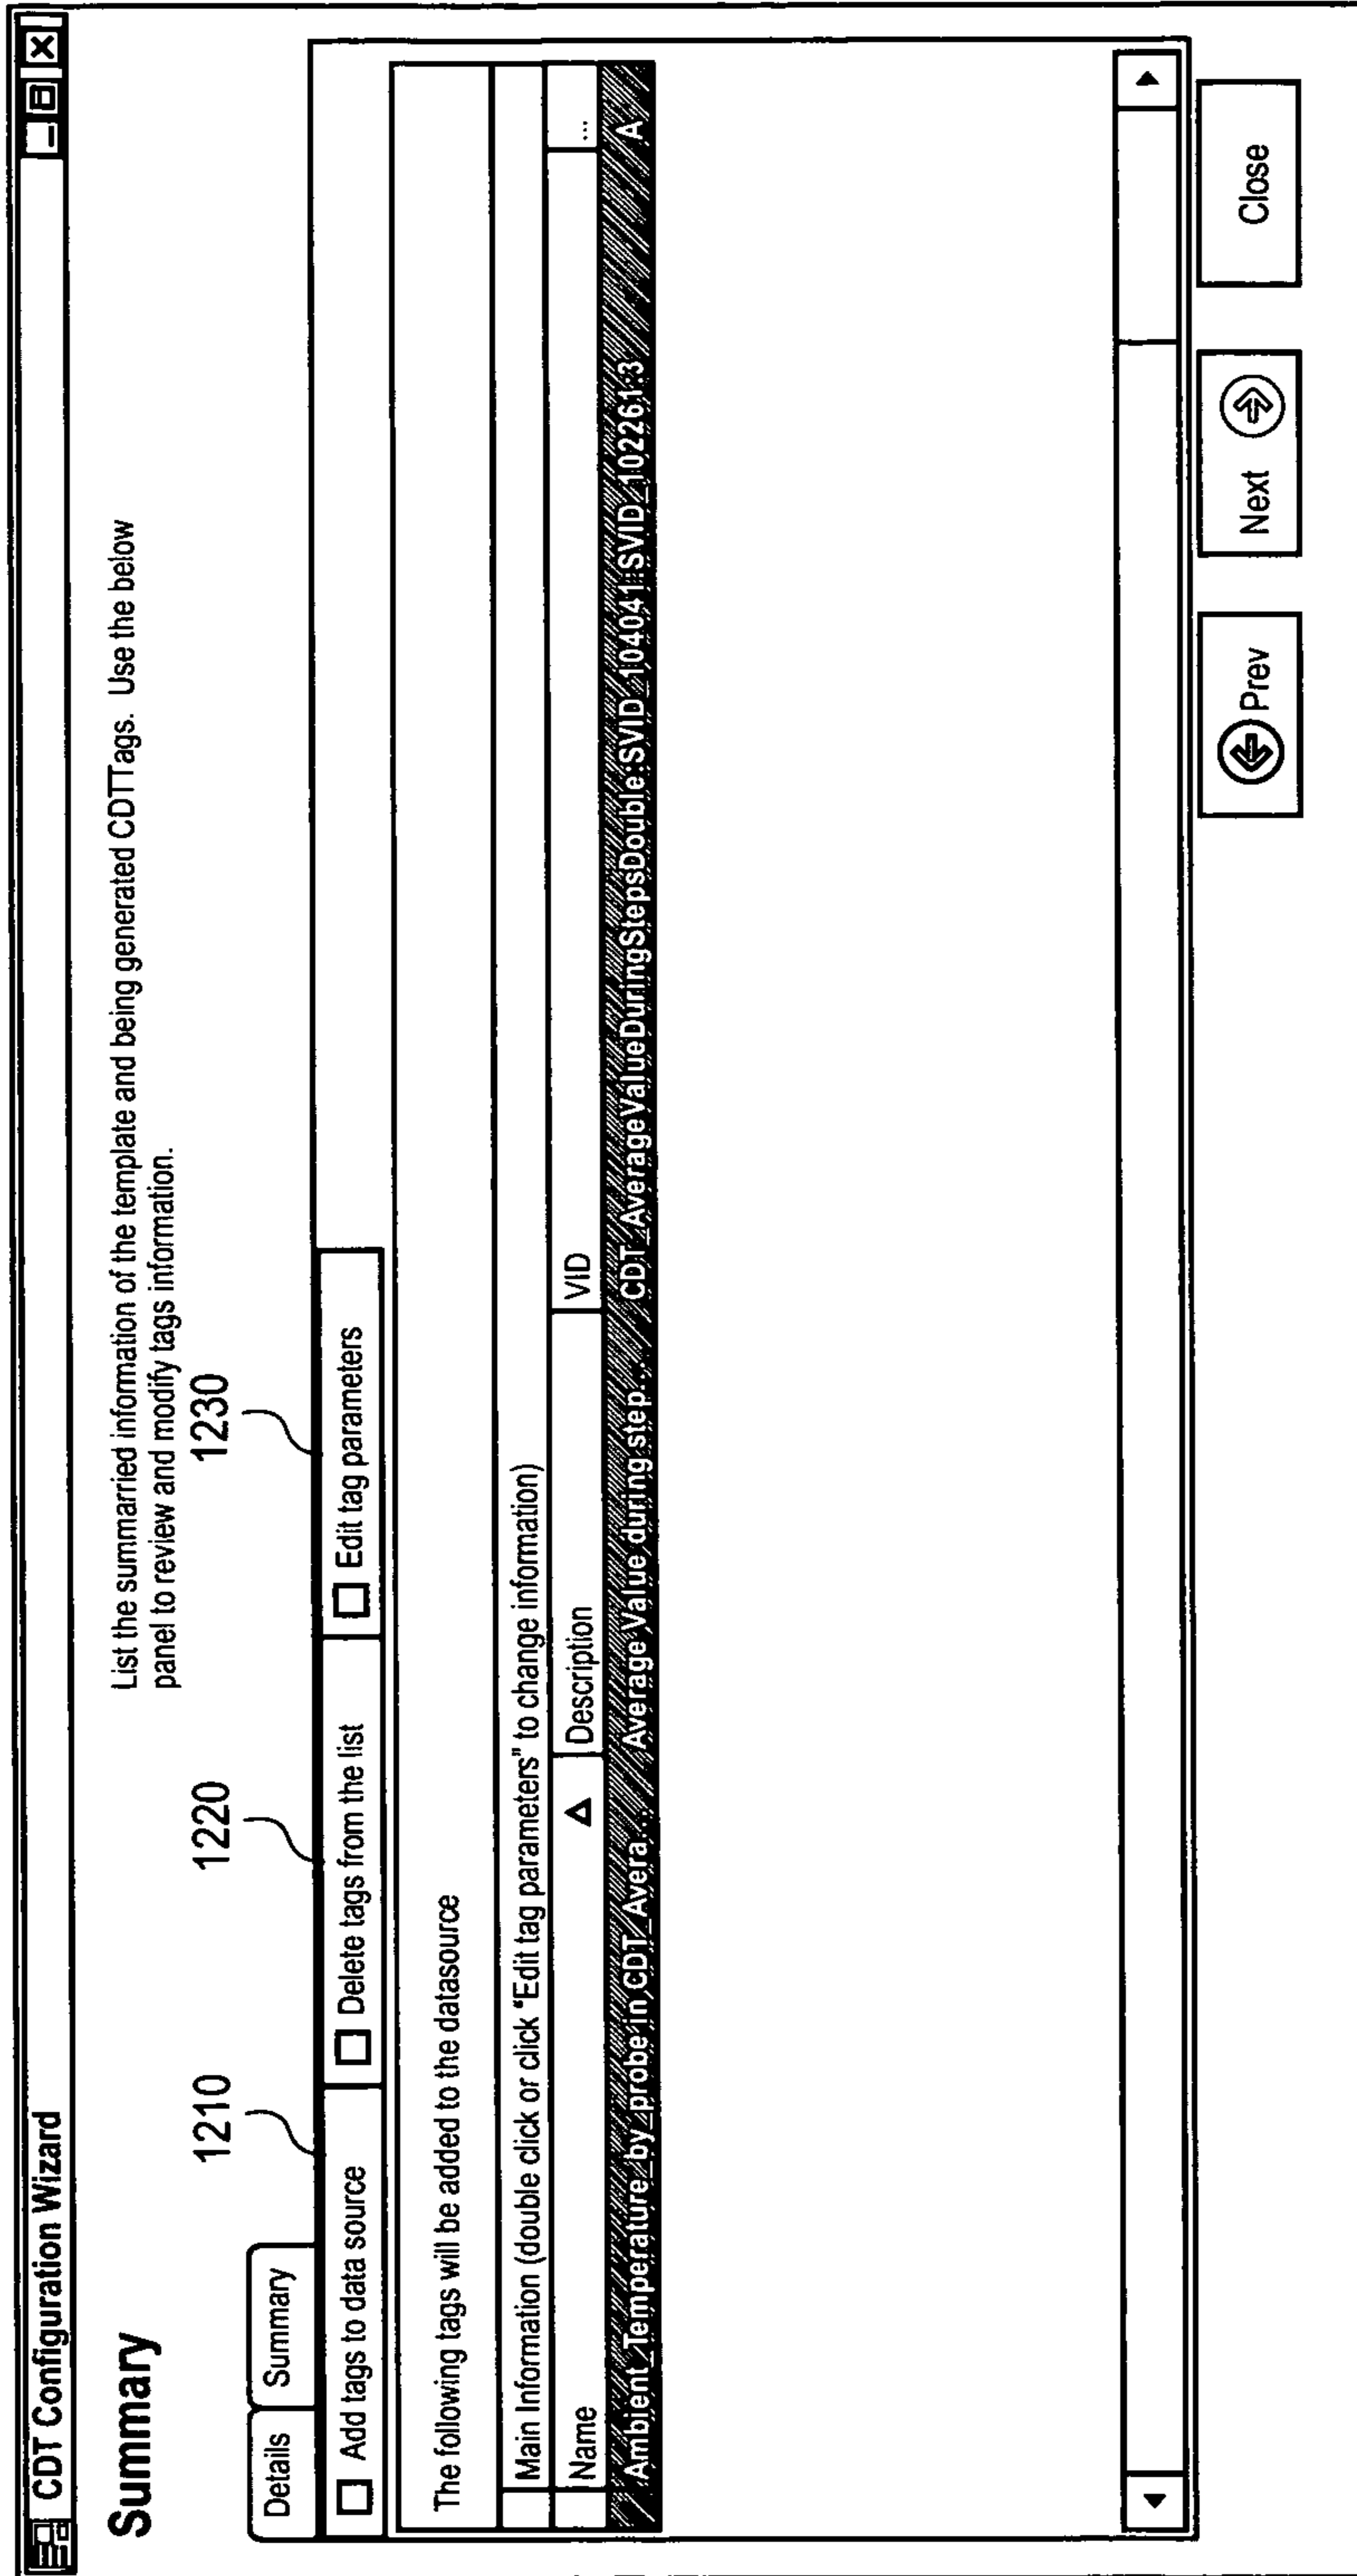 CDT Configuration Wizard
Summary
List the summarried information of the template and being generated CDTTags. Use the below
panel to review and modify tags information.
1210
1220
1230
Details
Summary
Add tags to data source
Delete tags from the list
Edit tag parameters
The following tags will be added to the datasource
Main Information (double click or click "Edit tag parameters" to change information)
Name
Description
VID
...
Ambient_Temperature_by_probe in CDT_Avera... Average Value during step... CDT_AverageValueDuringStepsDouble:SVID_104041:SVID_102261:3 A
Prev
Next
Close